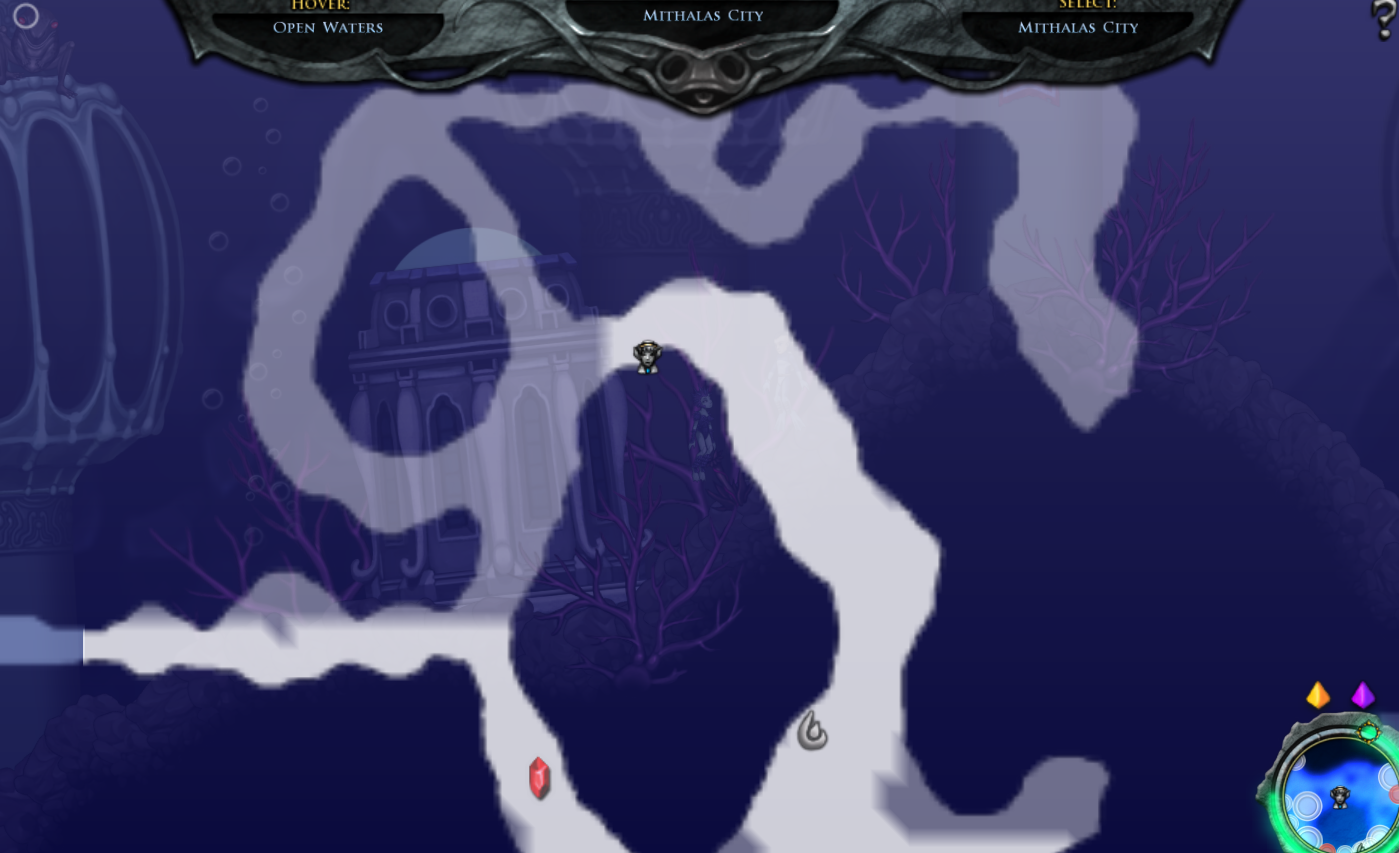 HOVER:
OPEN WATERS
MITHALAS CITY
SELECT:
MITHALAS CITY
?